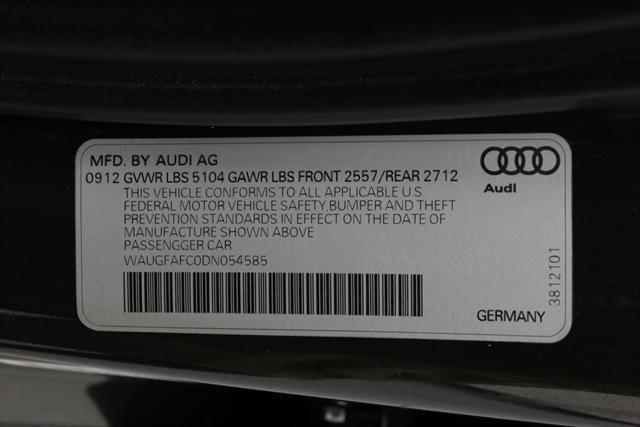 MFD. BY AUDI AG
0912 GVWR LBS 5104 GAWR LBS FRONT 2557/REAR 2712
THIS VEHICLE CONFORMS TO ALL APPLICABLE U.S.
FEDERAL MOTOR VEHICLE SAFETY,BUMPER AND THEFT
PREVENTION STANDARDS IN EFFECT ON THE DATE OF
MANUFACTURE SHOWN ABOVE
PASSENGGER CAR
WAUGFAFC0DN054585
Audi
3812101
GERMANY